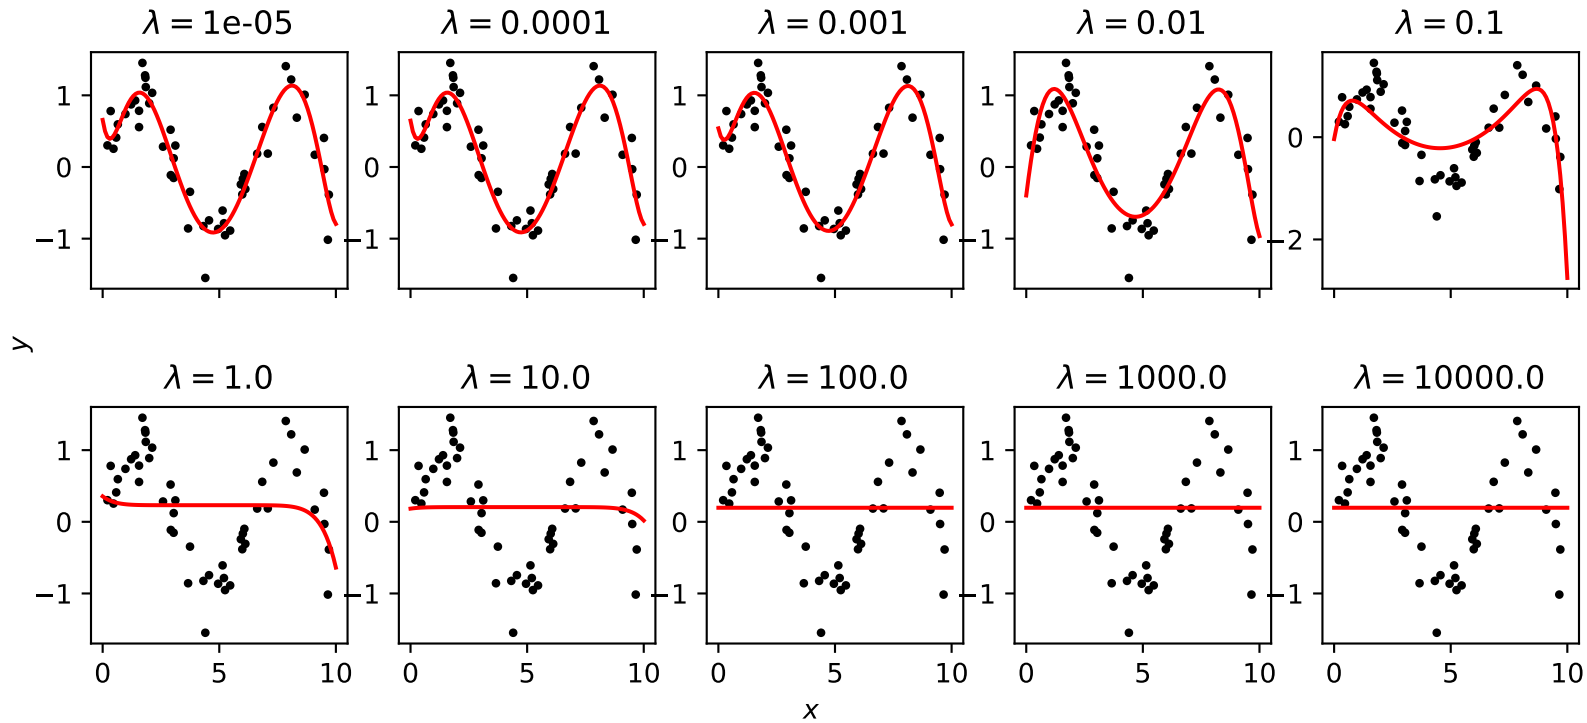 λ = 1e-05 λ = 0.0001 λ = 0.001 λ = 0.01 λ = 0.1
1 1 1 1 0
0 0 0 0 −2
−1 −1 −1 −1
y
λ = 1.0 λ = 10.0 λ = 100.0 λ = 1000.0 λ = 10000.0
1 1 1 1 1
0 0 0 0 0
−1 −1 −1 −1 −1
0 5 10 0 5 10 0 5 10 0 5 10 0 5 10
x